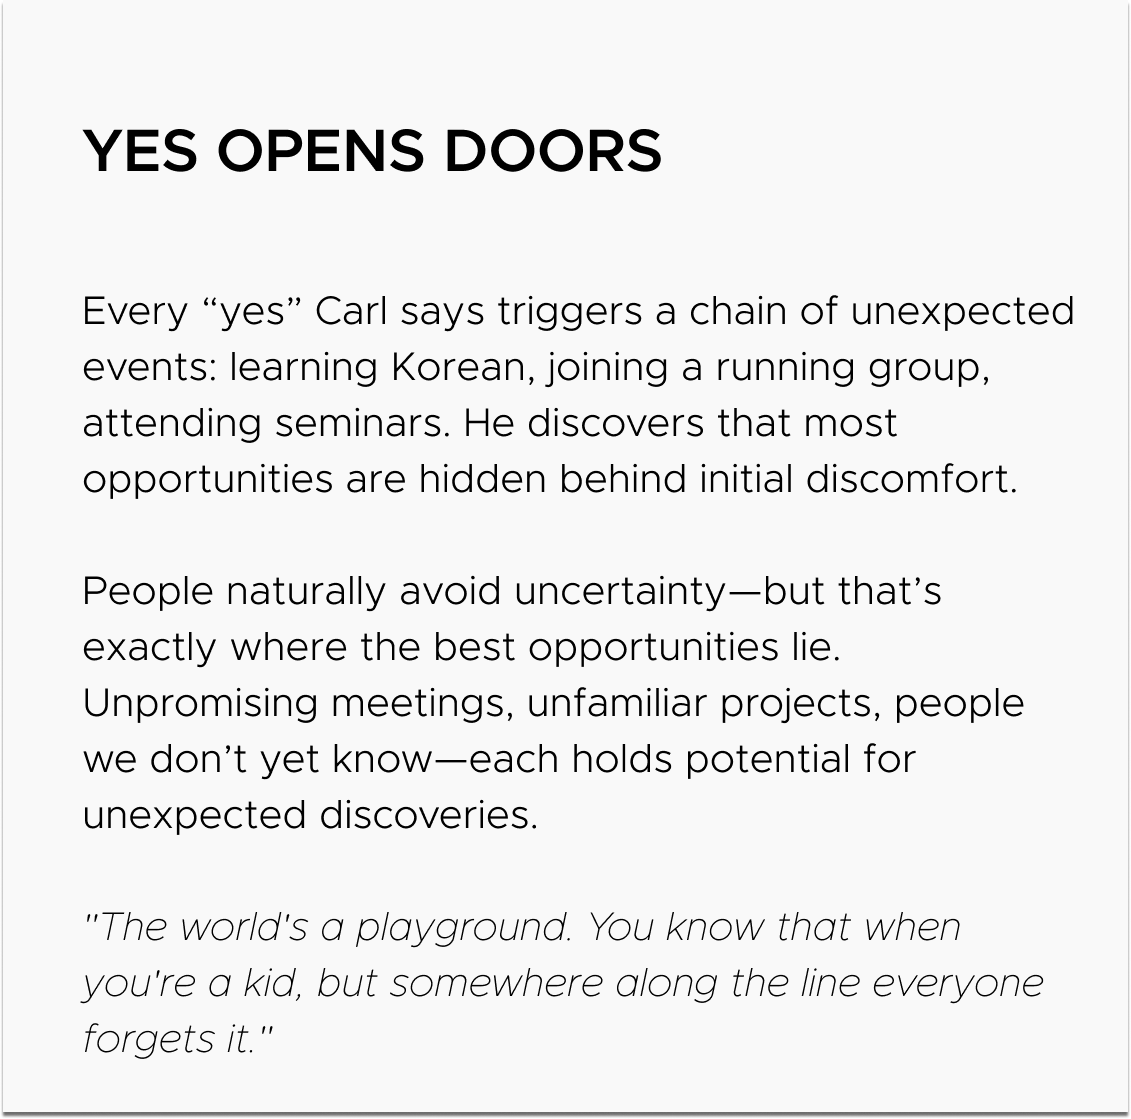 YES OPENS DOORS
Every “yes” Carl says triggers a chain of unexpected
events: learning Korean, joining a running group,
attending seminars. He discovers that most
opportunities are hidden behind initial discomfort.
People naturally avoid uncertainty—but that’s
exactly where the best opportunities lie.
Unpromising meetings, unfamiliar projects, people
we don’t yet know—each holds potential for
unexpected discoveries.
"The world's a playground. You know that when
you're a kid, but somewhere along the line everyone
forgets it."